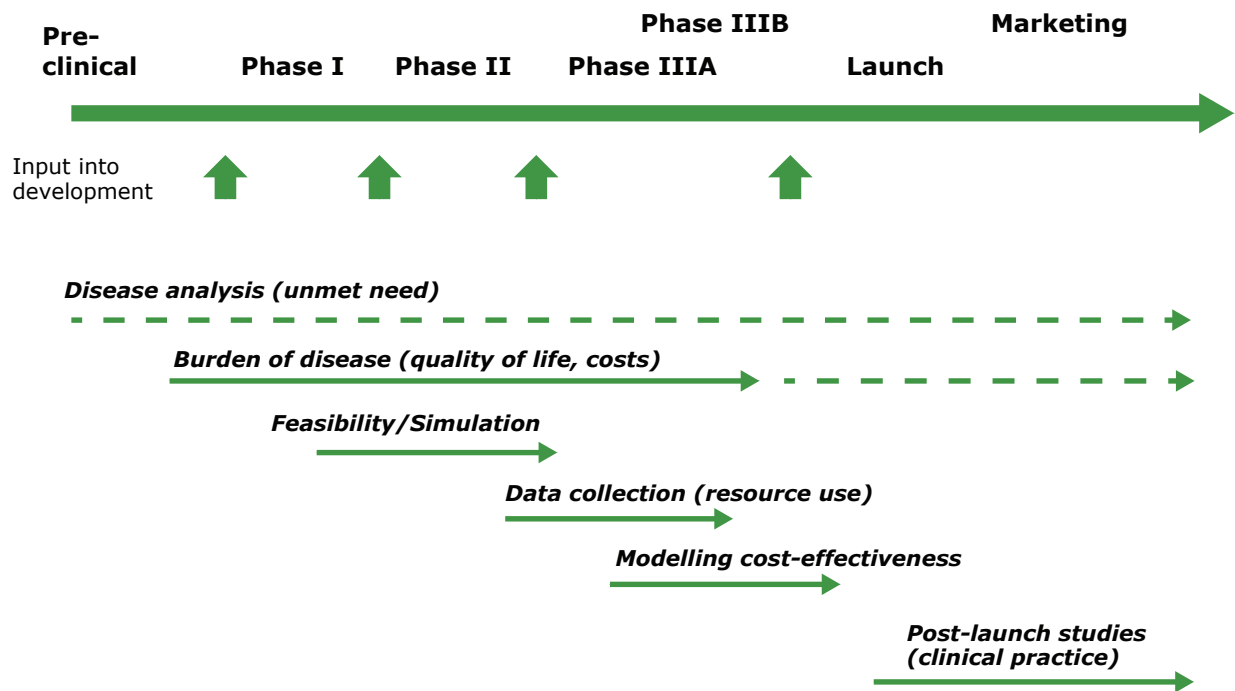 Phase IIIB
Marketing
Pre-
clinical
Phase I
Phase II
Phase IIIA
Launch
Input into
development
Disease analysis (unmet need)
Burden of disease (quality of life, costs)
Feasibility/Simulation
Data collection (resource use)
Modelling cost-effectiveness
Post-launch studies
(clinical practice)